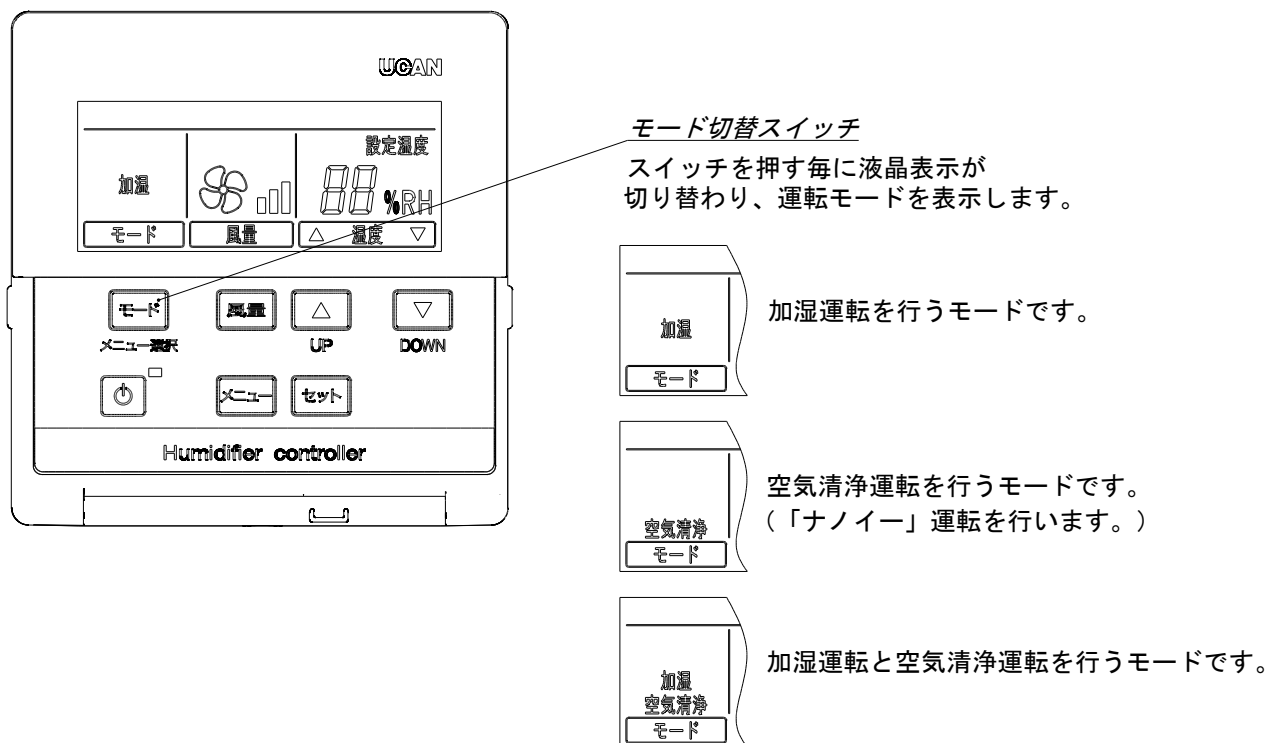 UCAN
設定湿度
加湿
%RH
モード
風量
△ 湿度 ▽
モード
風量
△
▽
メニュー選択
UP
DOWN
メニュー
セット
Humidifier controller
モード切替スイッチ
スイッチを押す毎に液晶表示が
切り替わり、運転モードを表示します。
加湿
モード
加湿運転を行うモードです。
空気清浄
モード
空気清浄運転を行うモードです。
(「ナノイー」運転を行います。)
加湿
空気清浄
モード
加湿運転と空気清浄運転を行うモードです。